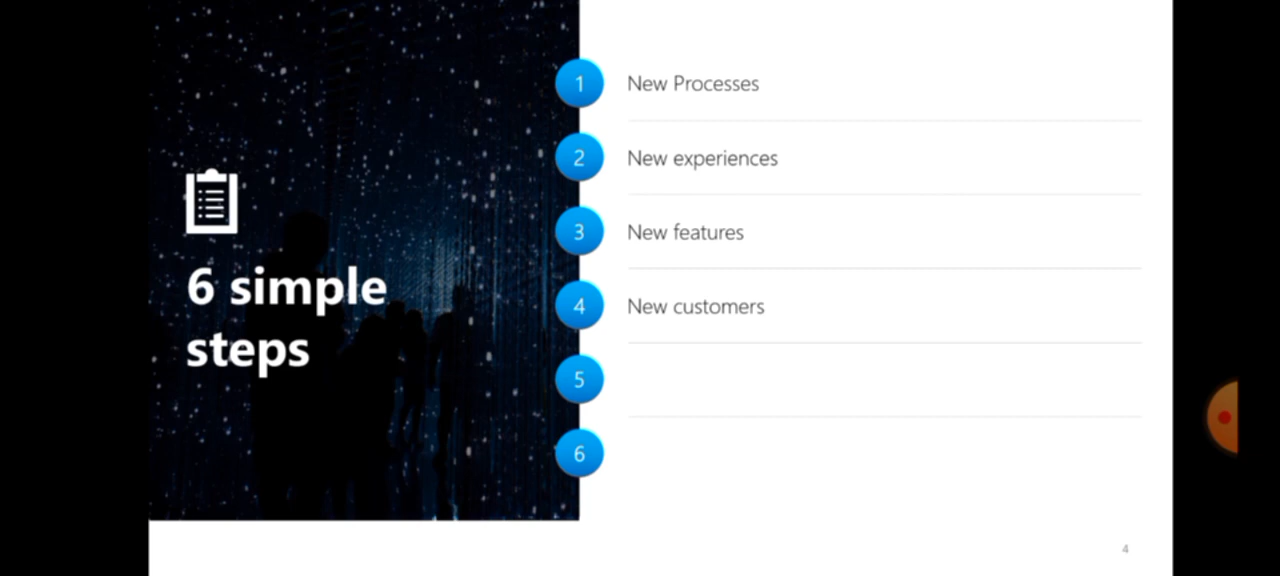 6 simple
steps
1 New Processes
2 New experiences
3 New features
4 New customers
5
6
4